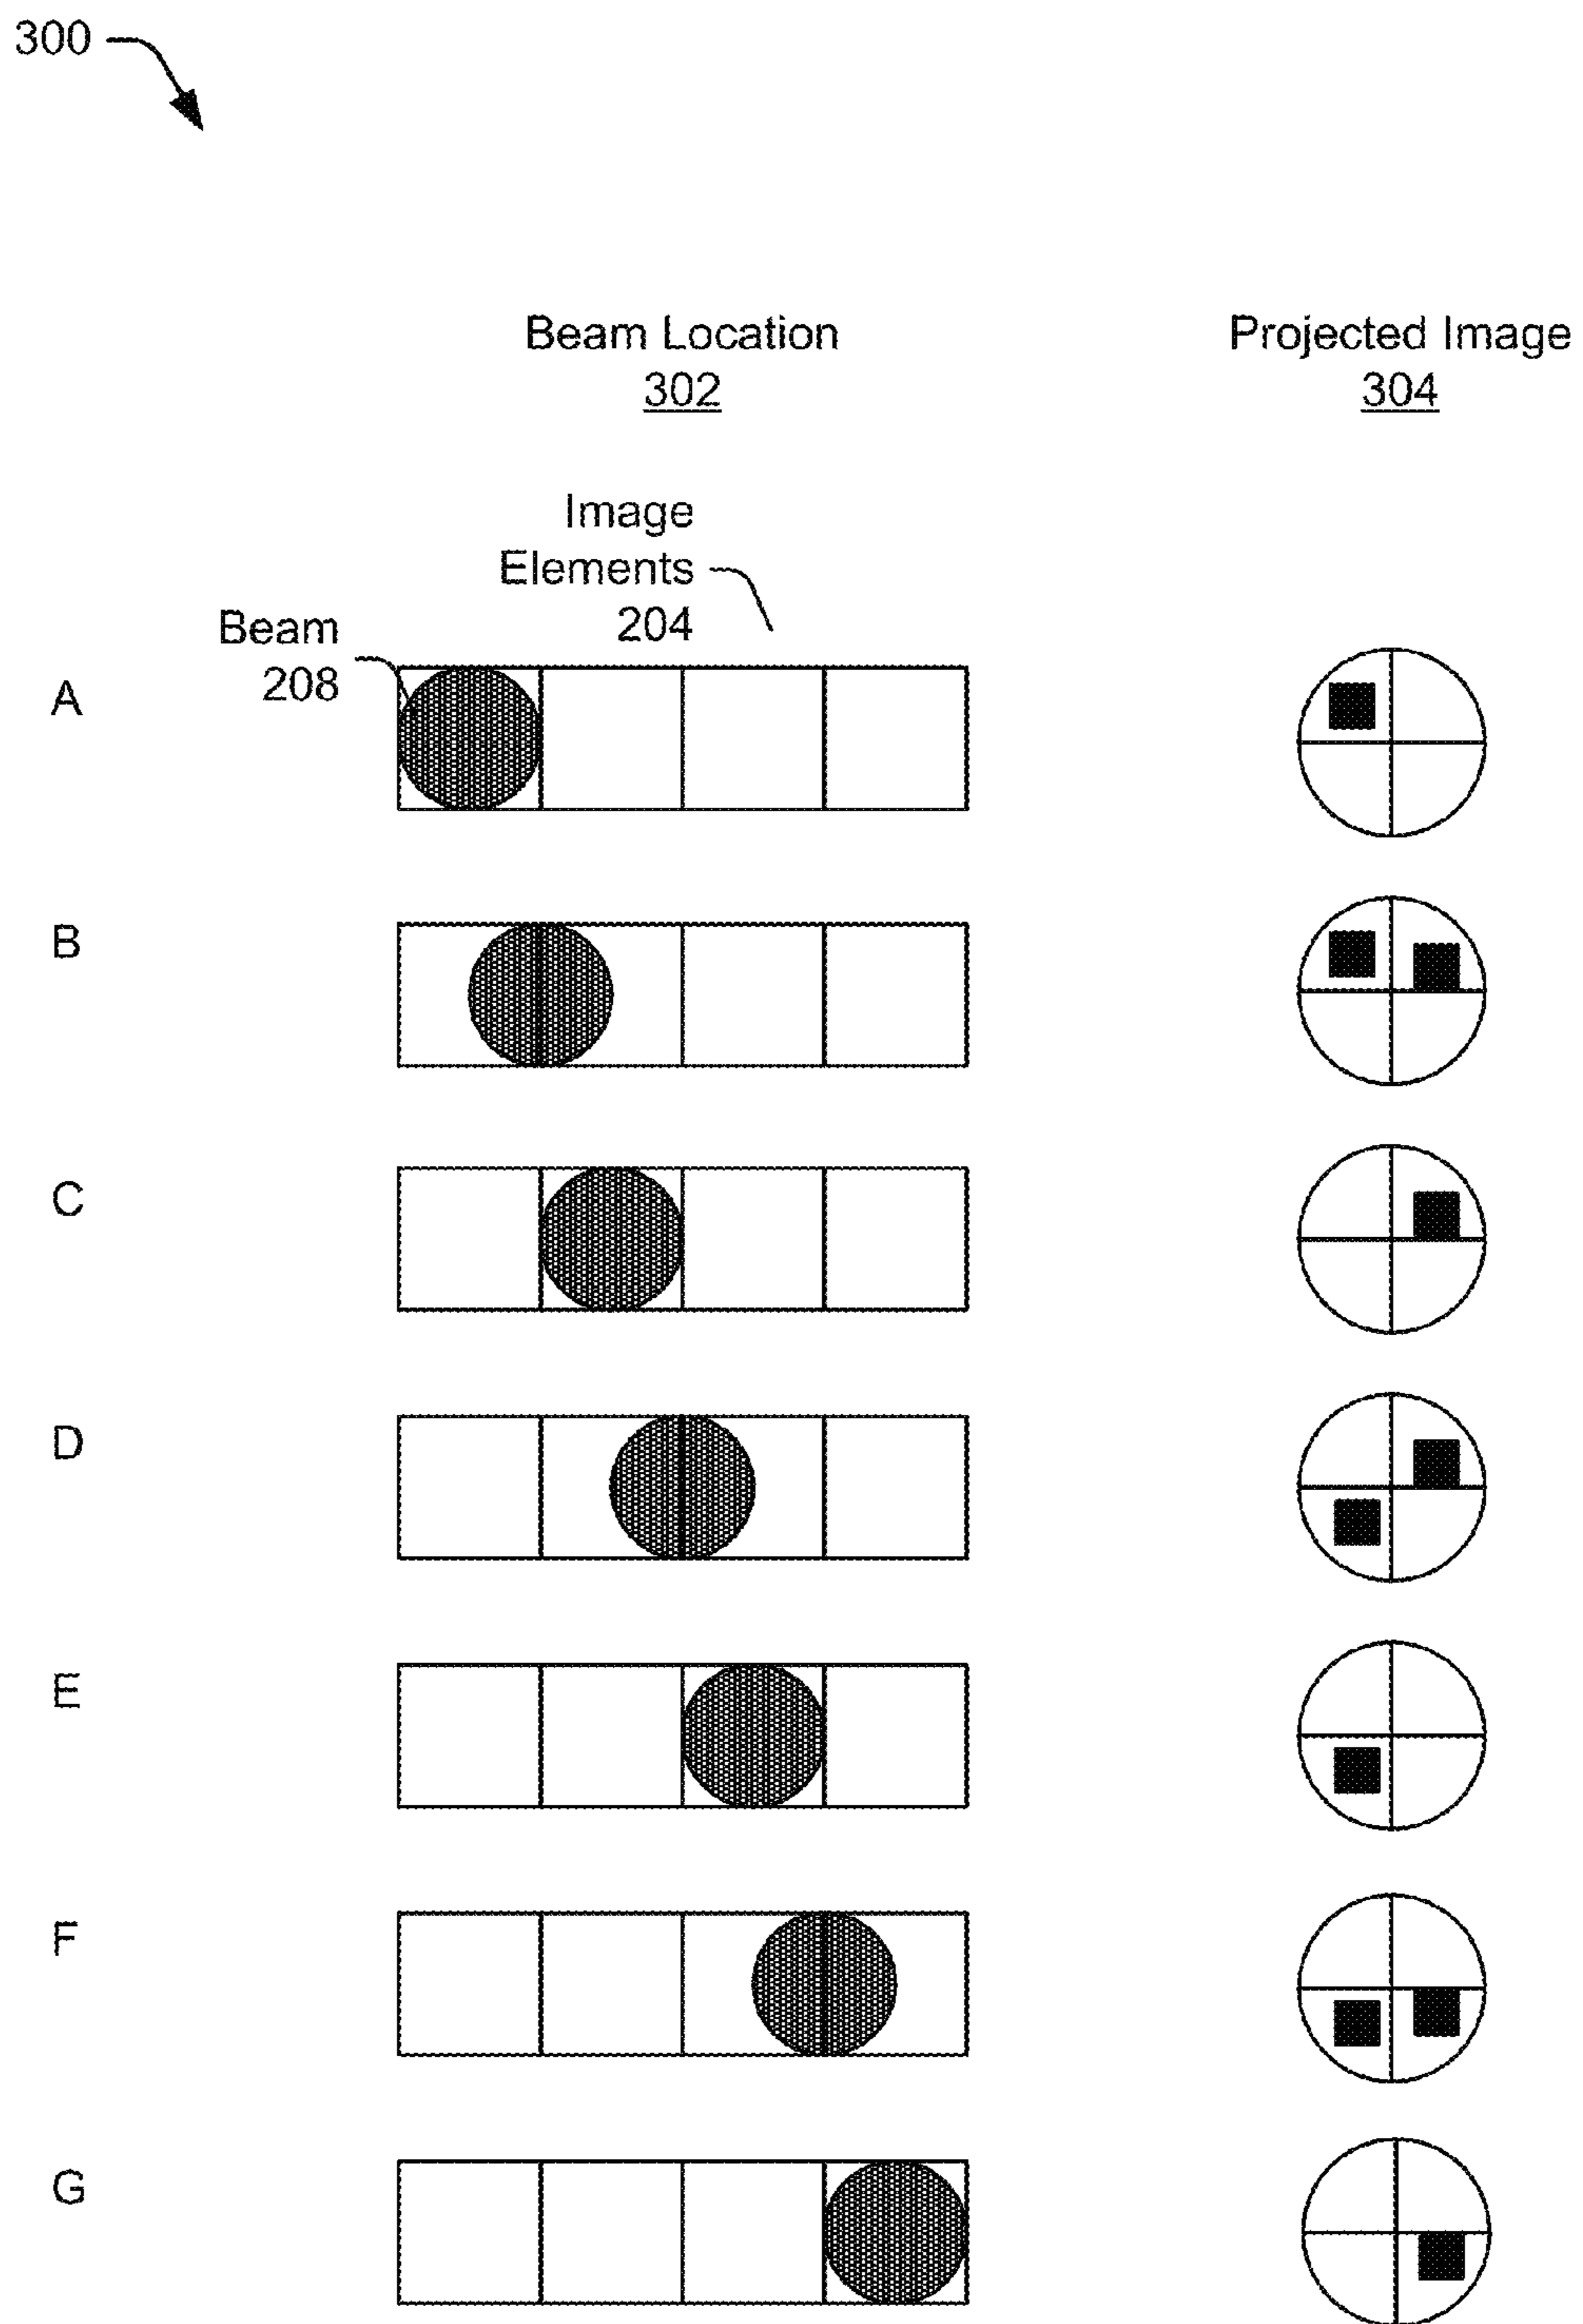 300
Beam Location
302
Projected Image
304
Image
Elements
204
Beam
208
A
B
C
D
E
F
G